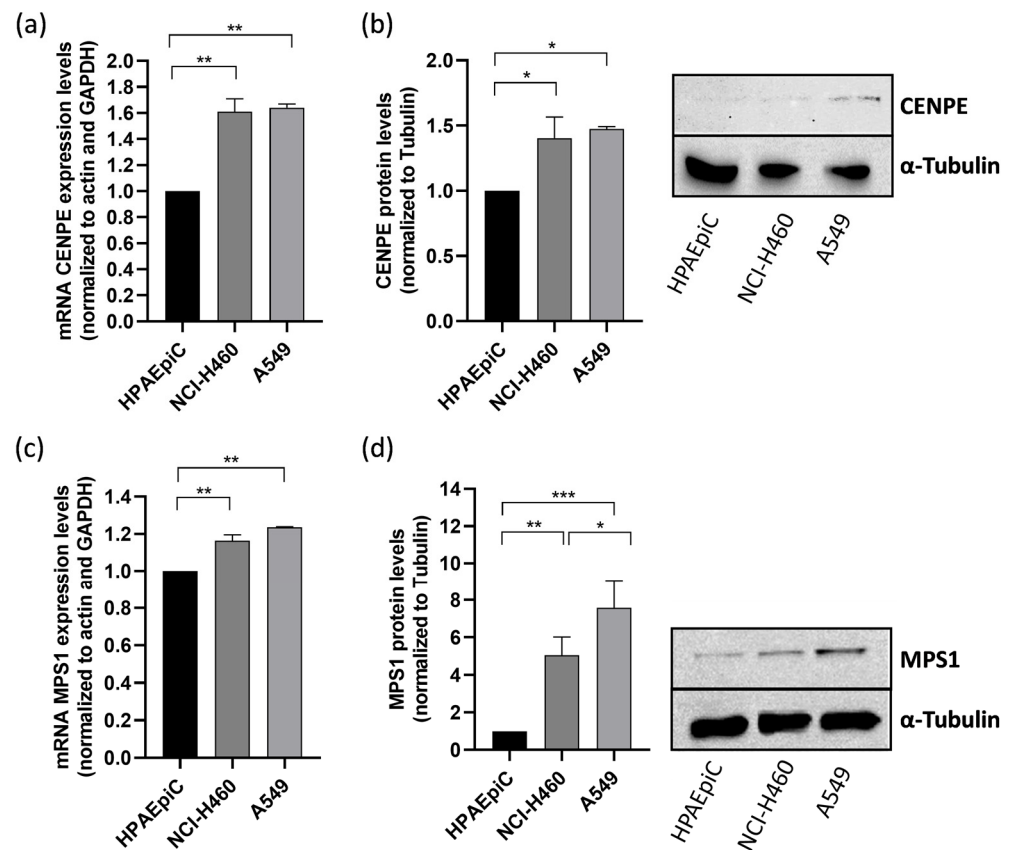 (a)
mRNA CENPE expression levels
(normalized to actin and GAPDH)
2.0
1.8
1.6
1.4
1.2
1.0
0.8
0.6
0.4
0.2
0.0
**
**
HPAEpiC
NCI-H460
A549
(b)
CENPE protein levels
(normalized to Tubulin)
2.0
1.5
1.0
0.5
0.0
*
*
HPAEpiC
NCI-H460
A549
CENPE
α-Tubulin
HPAEpiC
NCI-H460
A549
(c)
mRNA MPS1 expression levels
(normalized to actin and GAPDH)
1.4
1.2
1.0
0.8
0.6
0.4
0.2
0.0
**
**
HPAEpiC
NCI-H460
A549
(d)
MPS1 protein levels
(normalized to Tubulin)
14
12
10
8
6
4
2
0
***
**
*
HPAEpiC
NCI-H460
A549
MPS1
α-Tubulin
HPAEpiC
NCI-H460
A549